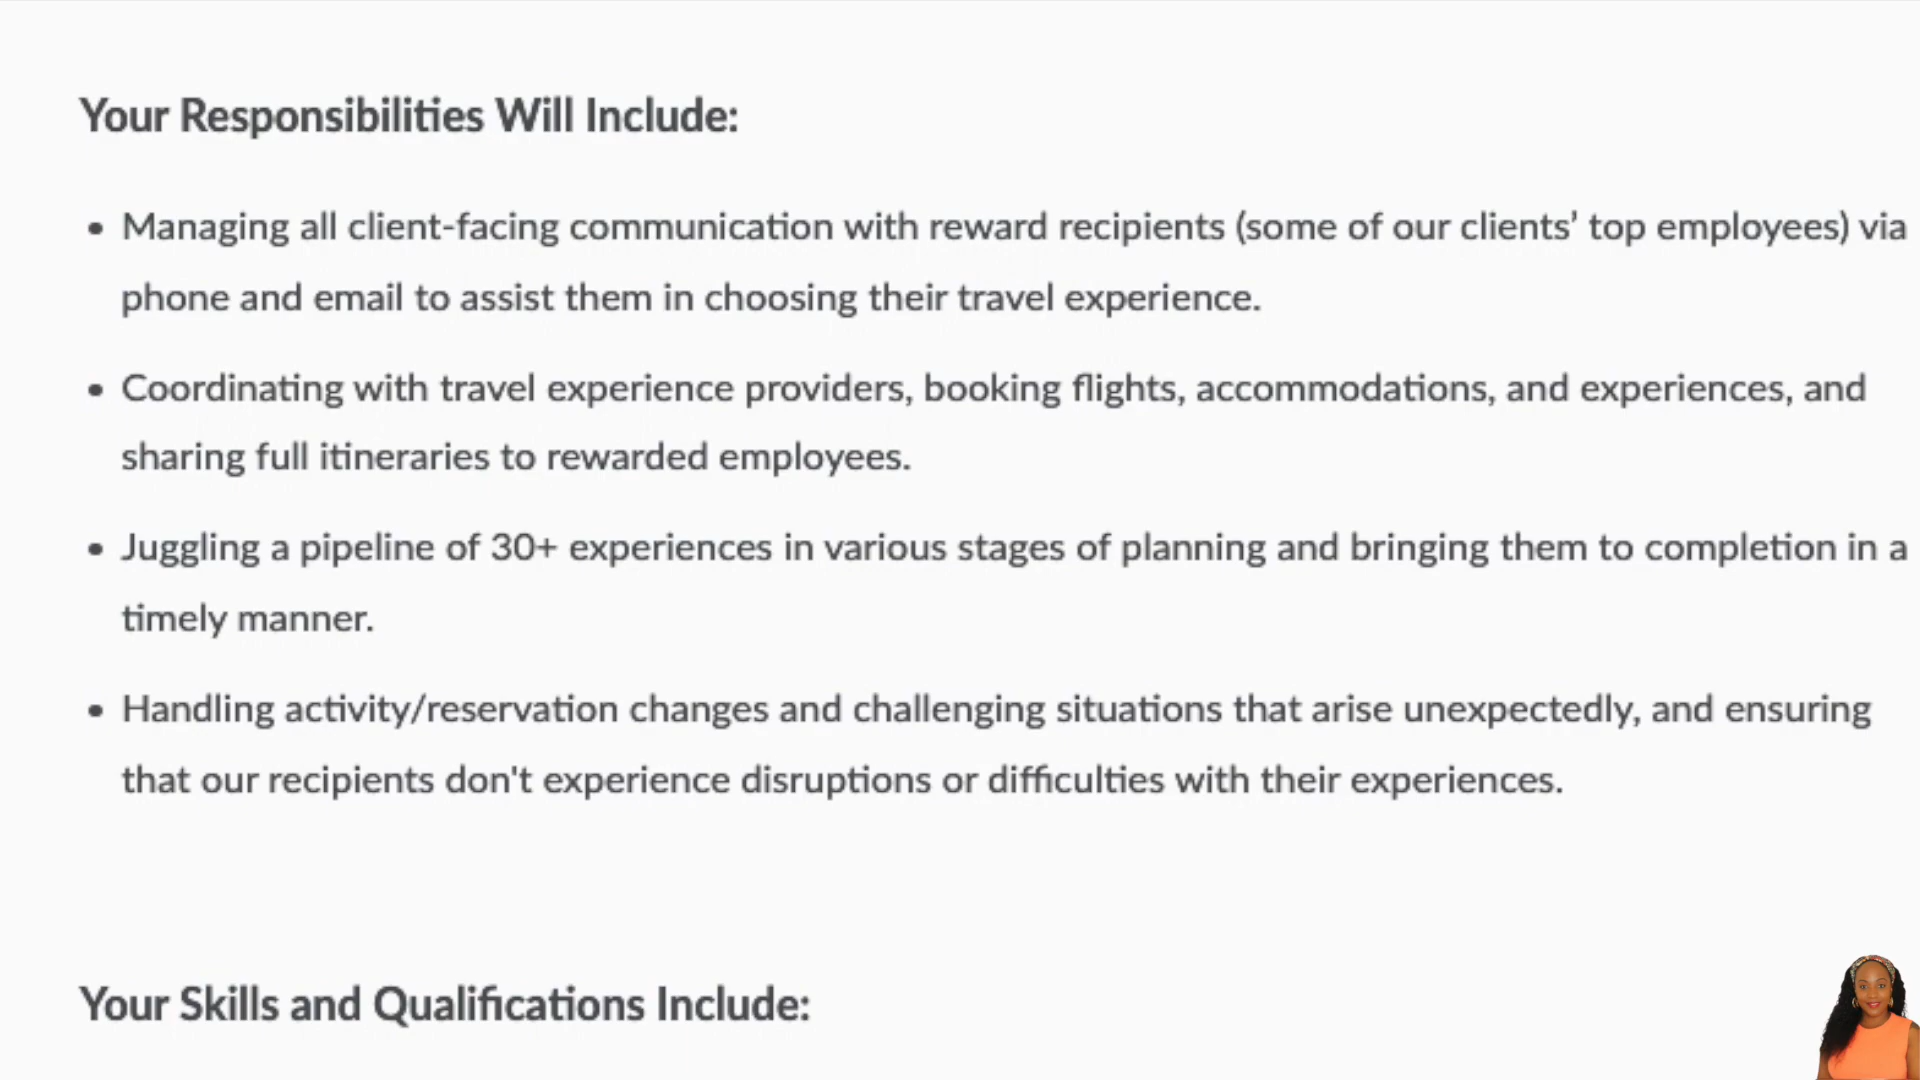 Your Responsibilities Will Include:
• Managing all client-facing communication with reward recipients (some of our clients’ top employees) via
phone and email to assist them in choosing their travel experience.
• Coordinating with travel experience providers, booking flights, accommodations, and experiences, and
sharing full itineraries to rewarded employees.
• Juggling a pipeline of 30+ experiences in various stages of planning and bringing them to completion in a
timely manner.
• Handling activity/reservation changes and challenging situations that arise unexpectedly, and ensuring
that our recipients don't experience disruptions or difficulties with their experiences.
Your Skills and Qualifications Include: